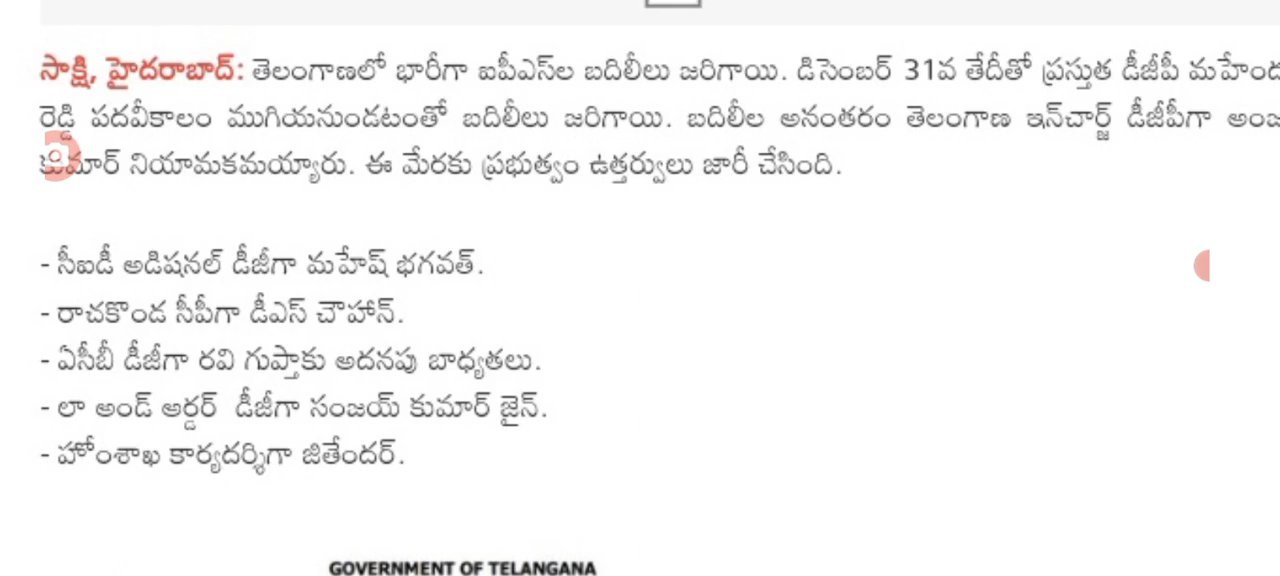 సాక్షి, హైదరాబాద్: తెలంగాణలో భారీగా ఐపీఎస్‌ల బదిలీలు జరిగాయి. డిసెంబర్ 31వ తేదీతో ప్రస్తుత డీజీపీ
రెడ్డి పదవీకాలం ముగియనుండటంతో బదిలీలు జరిగాయి. బదిలీల అనంతరం తెలంగాణ ఇన్‌చార్జ్ డీజీపీగా
కుమార్ నియామకమయ్యారు. ఈ మేరకు ప్రభుత్వం ఉత్తర్వులు జారీ చేసింది.
- సీఐడీ అడిషనల్ డీజీగా మహేష్ భగవత్.
- రాచకొండ సీపీగా డీఎస్ చౌహాన్.
- ఏసీబీ డీజీగా రవి గుప్తాకు అదనపు బాధ్యతలు.
- లా అండ్ ఆర్డర్ డీజీగా సంజయ్ కుమార్ జైన్.
- హోంశాఖ కార్యదర్శిగా జితేందర్.
GOVERNMENT OF TELANGANA